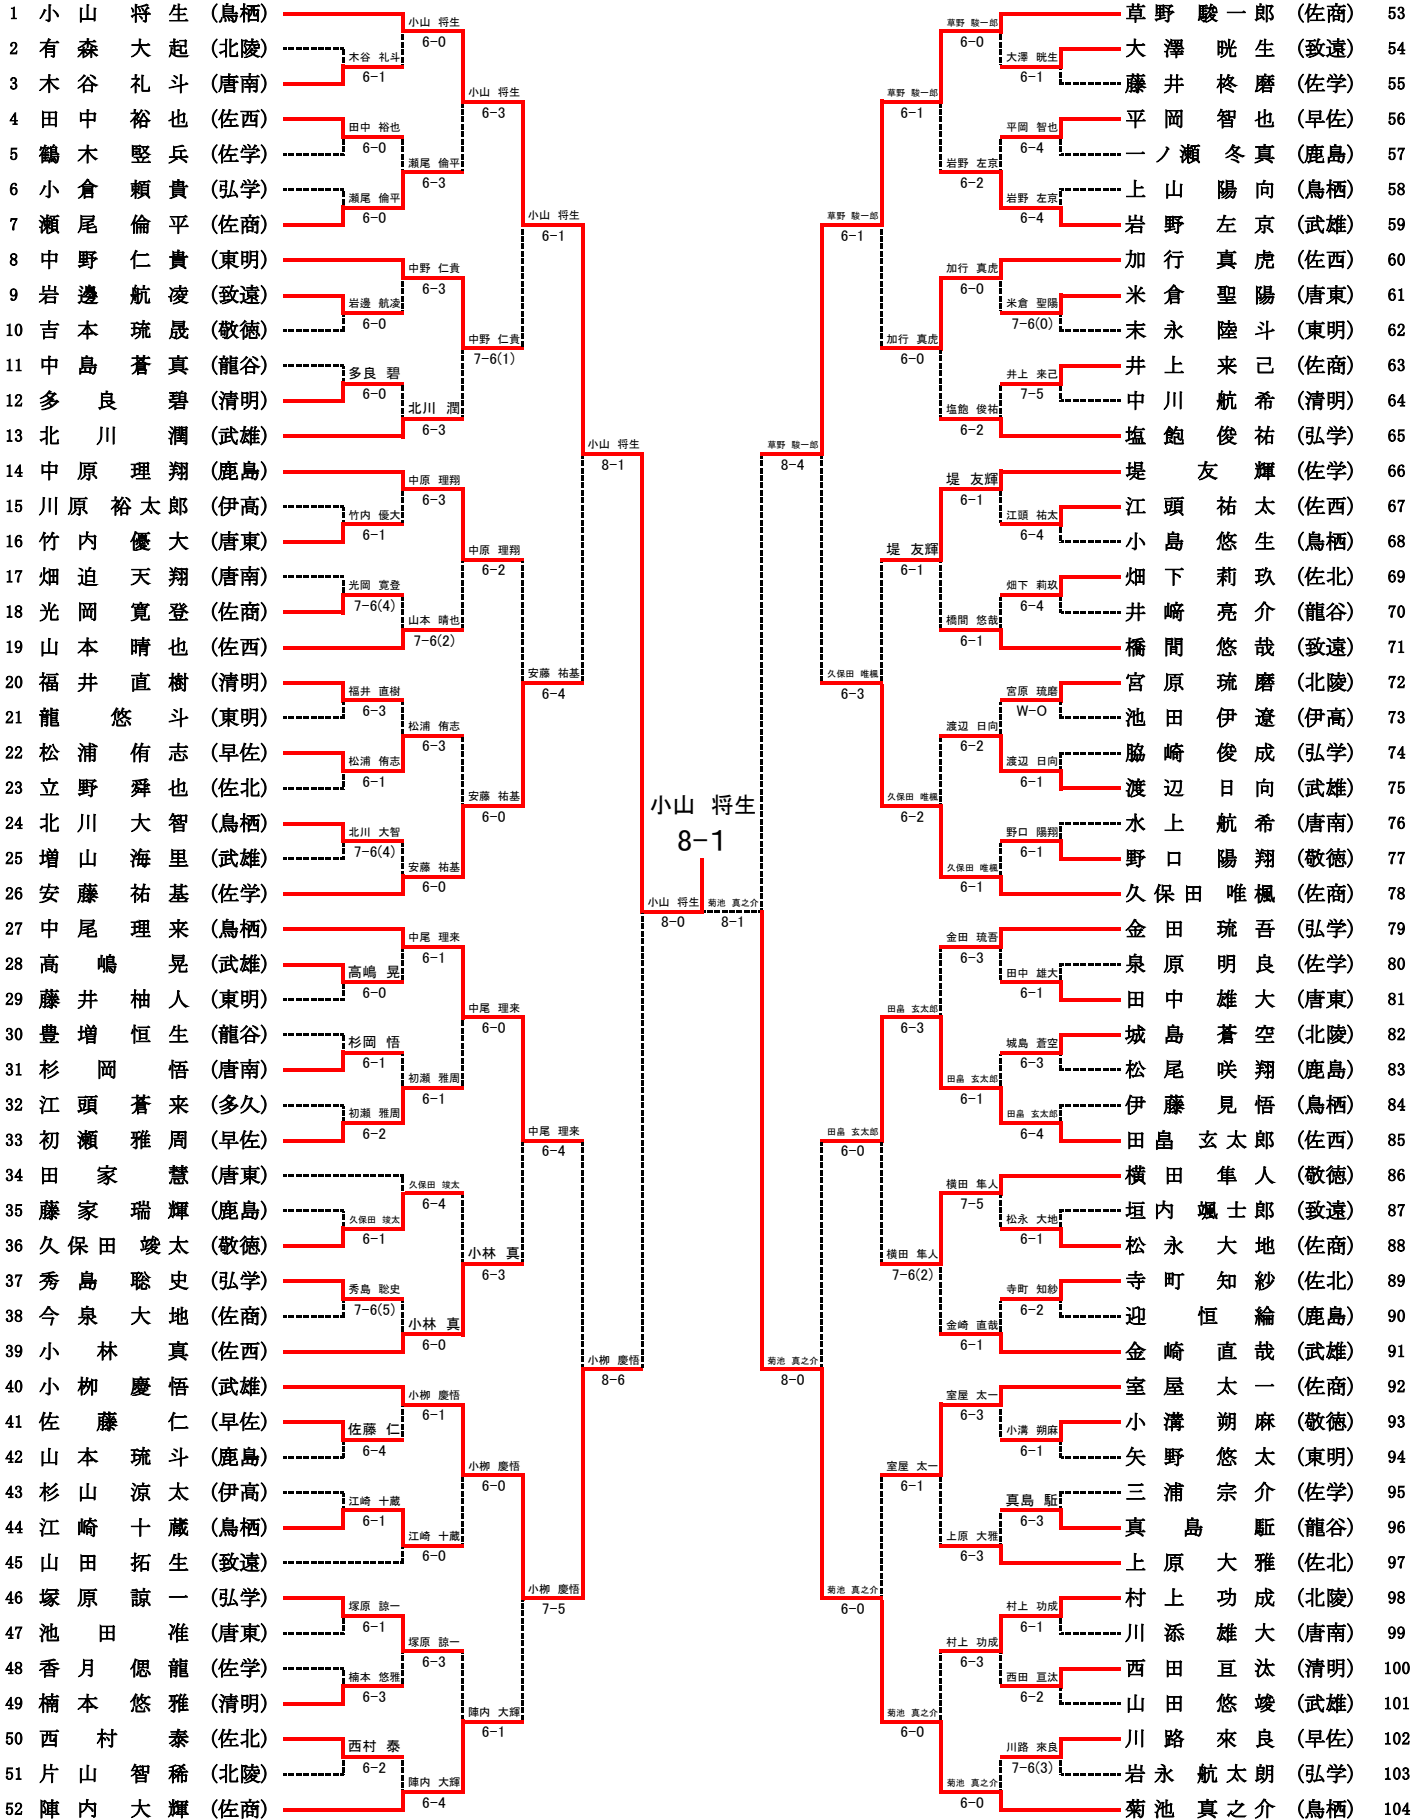 1 小山 将生 (鳥栖)
2 有森 大起 (北陵)
3 木谷 礼斗 (唐南)
4 田中 裕也 (佐西)
5 鶴木 堅兵 (佐学)
6 小倉 頼貴 (弘学)
7 瀬尾 倫平 (佐商)
8 中野 仁貴 (東明)
9 岩邊 航凌 (致遠)
10 吉本 琉晟 (敬徳)
11 中島 蒼真 (龍谷)
12 多良 碧 (清明)
13 北川 潤 (武雄)
14 中原 理翔 (鹿島)
15 川原 裕太郎 (伊高)
16 竹内 優大 (唐東)
17 畑迫 天翔 (唐南)
18 光岡 寛登 (佐商)
19 山本 晴也 (佐西)
20 福井 直樹 (清明)
21 龍 悠斗 (東明)
22 松浦 侑志 (早佐)
23 立野 舜也 (佐北)
24 北川 大智 (鳥栖)
25 増山 海里 (武雄)
26 安藤 祐基 (佐学)
27 中尾 理来 (鳥栖)
28 高嶋 晃 (武雄)
29 藤井 柚人 (東明)
30 豊増 恒生 (龍谷)
31 杉岡 悟 (唐南)
32 江頭 蒼来 (多久)
33 初瀬 雅周 (早佐)
34 田家 慧 (唐東)
35 藤家 瑞輝 (鹿島)
36 久保田 竣太 (敬徳)
37 秀島 聡史 (弘学)
38 今泉 大地 (佐商)
39 小林 真 (佐西)
40 小栁 慶悟 (武雄)
41 佐藤 仁 (早佐)
42 山本 琉斗 (鹿島)
43 杉山 涼太 (伊高)
44 江崎 十蔵 (鳥栖)
45 山田 拓生 (致遠)
46 塚原 諒一 (弘学)
47 池田 准 (唐東)
48 香月 偲龍 (佐学)
49 楠本 悠雅 (清明)
50 西村 泰 (佐北)
51 片山 智稀 (北陵)
52 陣内 大輝 (佐商)
木谷 礼斗
6-1
田中 裕也
6-0
瀬尾 倫平
6-0
岩邊 航凌
6-0
多良 碧
6-0
竹内 優大
6-1
光岡 寛登
7-6(4)
福井 直樹
6-3
松浦 侑志
6-1
北川 大智
7-6(4)
高嶋 晃
6-0
杉岡 悟
6-1
初瀬 雅周
6-2
久保田 竣太
6-1
秀島 聡史
7-6(5)
佐藤 仁
6-4
江崎 十蔵
6-1
塚原 諒一
6-1
楠本 悠雅
6-3
西村 泰
6-2
小山 将生
6-0
瀬尾 倫平
6-3
中野 仁貴
6-3
北川 潤
6-3
中原 理翔
6-3
山本 晴也
7-6(2)
松浦 侑志
6-3
安藤 祐基
6-0
中尾 理来
6-1
初瀬 雅周
6-1
久保田 竣太
6-4
小林 真
6-0
小栁 慶悟
6-1
江崎 十蔵
6-0
塚原 諒一
6-3
陣内 大輝
6-4
小山 将生
6-3
中野 仁貴
7-6(1)
中原 理翔
6-2
安藤 祐基
6-0
中尾 理来
6-0
小林 真
6-3
小栁 慶悟
6-0
陣内 大輝
6-1
小山 将生
6-1
安藤 祐基
6-4
中尾 理来
6-4
小栁 慶悟
7-5
小山 将生
8-1
小栁 慶悟
8-6
小山 将生
8-0
小山 将生
8-1
菊池 真之介
8-1
草野 駿一郎
8-4
菊池 真之介
8-0
草野 駿一郎
6-1
久保田 唯楓
6-3
田畠 玄太郎
6-0
菊池 真之介
6-0
草野 駿一郎
6-1
加行 真虎
6-0
堤 友輝
6-1
久保田 唯楓
6-2
田畠 玄太郎
6-3
横田 隼人
7-6(2)
室屋 太一
6-1
菊池 真之介
6-0
草野 駿一郎
6-0
岩野 左京
6-2
加行 真虎
6-0
塩飽 俊祐
6-2
堤 友輝
6-1
橋間 悠哉
6-1
渡辺 日向
6-2
久保田 唯楓
6-1
金田 琉吾
6-3
田畠 玄太郎
6-1
横田 隼人
7-5
金崎 直哉
6-1
室屋 太一
6-3
上原 大雅
6-3
村上 功成
6-3
菊池 真之介
6-0
大澤 晄生
6-1
平岡 智也
6-4
岩野 左京
6-4
米倉 聖陽
7-6(0)
井上 来己
7-5
江頭 祐太
6-4
畑下 莉玖
6-4
宮原 琉磨
W-O
渡辺 日向
6-1
野口 陽翔
6-1
田中 雄大
6-1
城島 蒼空
6-3
田畠 玄太郎
6-4
松永 大地
6-1
寺町 知紗
6-2
小溝 朔麻
6-1
真島 駈
6-3
村上 功成
6-1
西田 亘汰
6-2
川路 來良
7-6(3)
草野 駿一郎 (佐商) 53
大澤 晄生 (致遠) 54
藤井 柊磨 (佐学) 55
平岡 智也 (早佐) 56
一ノ瀬 冬真 (鹿島) 57
上山 陽向 (鳥栖) 58
岩野 左京 (武雄) 59
加行 真虎 (佐西) 60
米倉 聖陽 (唐東) 61
末永 陸斗 (東明) 62
井上 来己 (佐商) 63
中川 航希 (清明) 64
塩飽 俊祐 (弘学) 65
堤 友輝 (佐学) 66
江頭 祐太 (佐西) 67
小島 悠生 (鳥栖) 68
畑下 莉玖 (佐北) 69
井﨑 亮介 (龍谷) 70
橋間 悠哉 (致遠) 71
宮原 琉磨 (北陵) 72
池田 伊遼 (伊高) 73
脇崎 俊成 (弘学) 74
渡辺 日向 (武雄) 75
水上 航希 (唐南) 76
野口 陽翔 (敬徳) 77
久保田 唯楓 (佐商) 78
金田 琉吾 (弘学) 79
泉原 明良 (佐学) 80
田中 雄大 (唐東) 81
城島 蒼空 (北陵) 82
松尾 咲翔 (鹿島) 83
伊藤 見悟 (鳥栖) 84
田畠 玄太郎 (佐西) 85
横田 隼人 (敬徳) 86
垣内 颯士郎 (致遠) 87
松永 大地 (佐商) 88
寺町 知紗 (佐北) 89
迎 恒綸 (鹿島) 90
金崎 直哉 (武雄) 91
室屋 太一 (佐商) 92
小溝 朔麻 (敬徳) 93
矢野 悠太 (東明) 94
三浦 宗介 (佐学) 95
真島 駈 (龍谷) 96
上原 大雅 (佐北) 97
村上 功成 (北陵) 98
川添 雄大 (唐南) 99
西田 亘汰 (清明) 100
山田 悠竣 (武雄) 101
川路 來良 (早佐) 102
岩永 航太朗 (弘学) 103
菊池 真之介 (鳥栖) 104